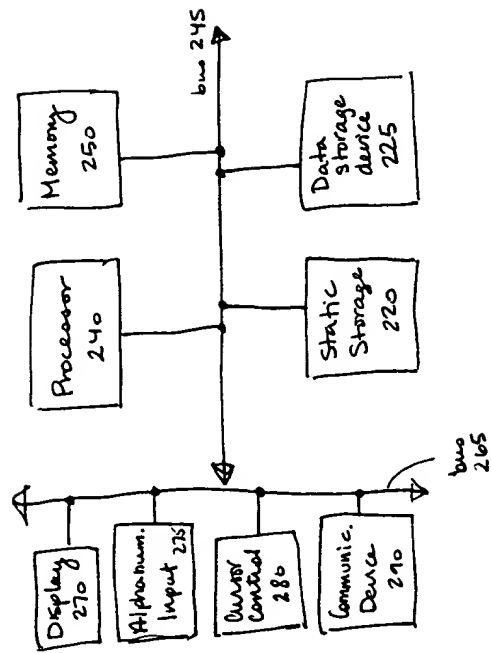 Memory
250
bus 245
Processor
240
Data
storage
device
225
Static
Storage
220
bus
265
Display
270
Alphanum.
Input 275
Cursor
Control
280
Communic.
Device
290